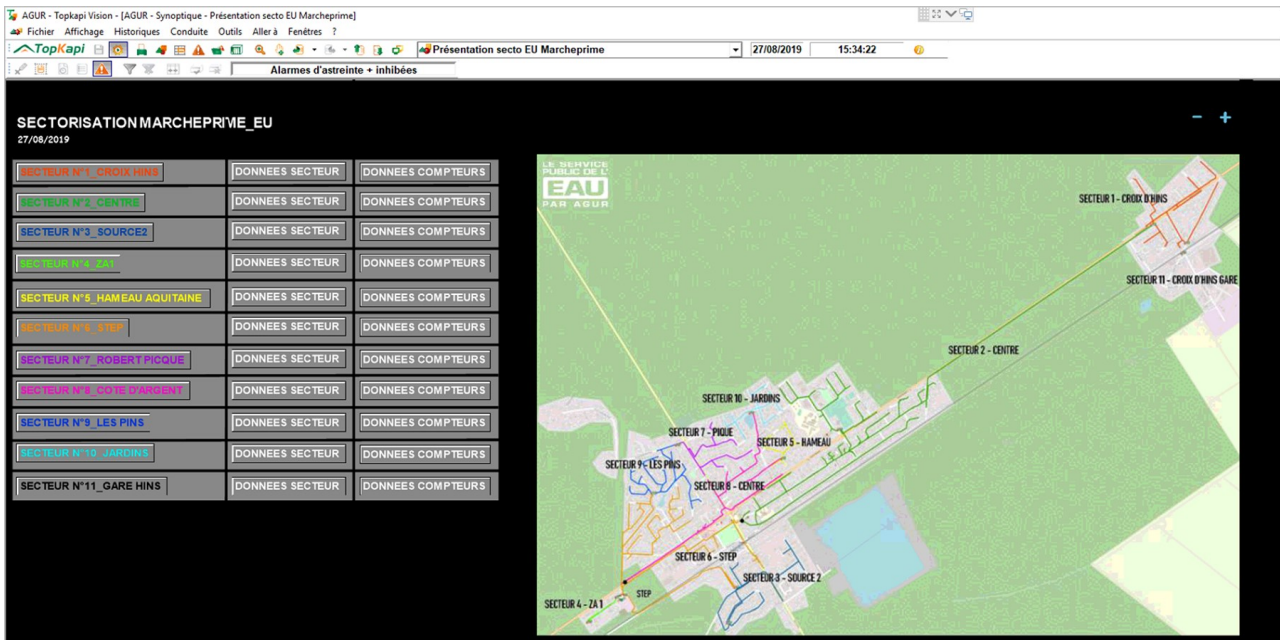 AGUR - Topkapi Vision - [AGUR - Synoptique - Présentation secto EU Marcheprime]
Fichier Affichage Historiques Conduite Outils Aller à Fenêtres ?
TopKapi Présentation secto EU Marcheprime 27/08/2019 15:34:22
Alarmes d'astreinte + inhibées
SECTORISATION MARCHEPRIME_EU
27/08/2019
SECTEUR N°1_CROIX HINS DONNEES SECTEUR DONNEES COMPTEURS
SECTEUR N°2_CENTRE DONNEES SECTEUR DONNEES COMPTEURS
SECTEUR N°3_SOURCE2 DONNEES SECTEUR DONNEES COMPTEURS
SECTEUR N°4_ZA1 DONNEES SECTEUR DONNEES COMPTEURS
SECTEUR N°5_HAMEAU AQUITAINE DONNEES SECTEUR DONNEES COMPTEURS
SECTEUR N°6_STEP DONNEES SECTEUR DONNEES COMPTEURS
SECTEUR N°7_ROBERT PICQUE DONNEES SECTEUR DONNEES COMPTEURS
SECTEUR N°8_COTE D'ARGENT DONNEES SECTEUR DONNEES COMPTEURS
SECTEUR N°9_LES PINS DONNEES SECTEUR DONNEES COMPTEURS
SECTEUR N°10_JARDINS DONNEES SECTEUR DONNEES COMPTEURS
SECTEUR N°11_GARE HINS DONNEES SECTEUR DONNEES COMPTEURS
LE SERVICE
PUBLIC DE L'
EAU
PAR AGUR
SECTEUR 1 - CROIX D'HINS
SECTEUR 11 - CROIX D'HINS GARE
SECTEUR 2 - CENTRE
SECTEUR 10 - JARDINS
SECTEUR 7 - PIQUE
SECTEUR 5 - HAMEAU
SECTEUR 9 - LES PINS
SECTEUR 8 - CENTRE
SECTEUR 6 - STEP
SECTEUR 3 - SOURCE 2
STEP
SECTEUR 4 - ZA 1